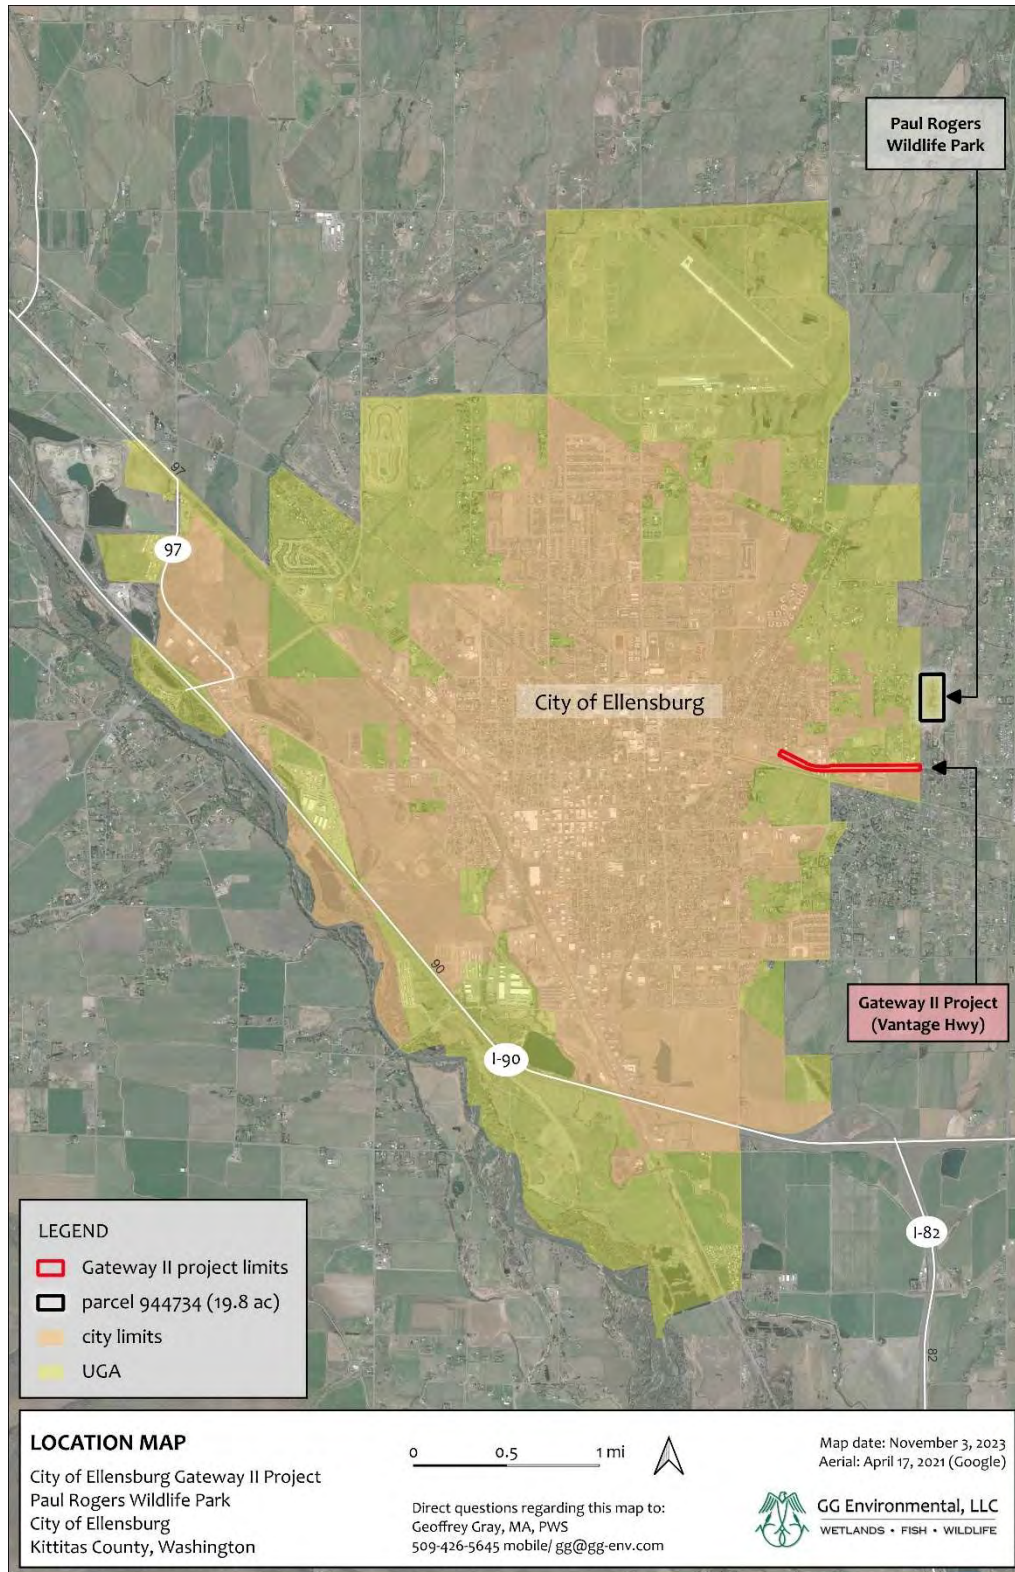 Paul Rogers
Wildlife Park
97
97
City of Ellensburg
90
I-90
Gateway II Project
(Vantage Hwy)
I-82
82
LEGEND
Gateway II project limits
parcel 944734 (19.8 ac)
city limits
UGA
LOCATION MAP
City of Ellensburg Gateway II Project
Paul Rogers Wildlife Park
City of Ellensburg
Kittitas County, Washington
0 0.5 1 mi
Direct questions regarding this map to:
Geoffrey Gray, MA, PWS
509-426-5645 mobile/ gg@gg-env.com
Map date: November 3, 2023
Aerial: April 17, 2021 (Google)
GG Environmental, LLC
WETLANDS • FISH • WILDLIFE